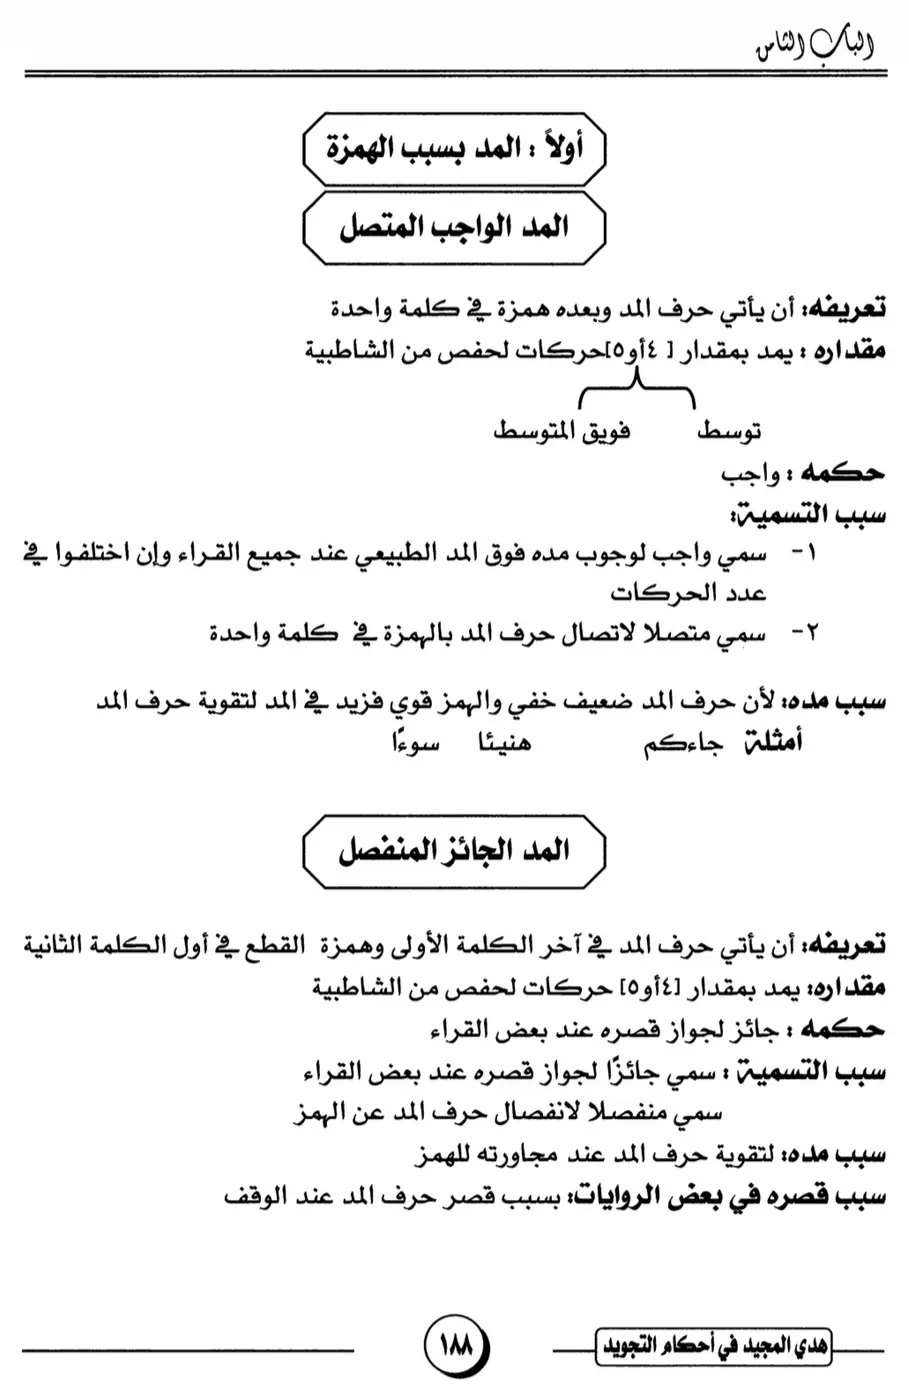 الباب الثامن
أولاً : المد بسبب الهمزة
المد الواجب المتصل
تعريفه: أن يأتي حرف المد وبعده همزة في كلمة واحدة
مقداره : يمد بمقدار [ ٤أو٥]حركات لحفص من الشاطبية
توسط فويق المتوسط
حكمه : واجب
سبب التسمية:
١- سمي واجب لوجوب مده فوق المد الطبيعي عند جميع القراء وإن اختلفوا في
عدد الحركات
٢- سمي متصلا لاتصال حرف المد بالهمزة في كلمة واحدة
سبب مده: لأن حرف المد ضعيف خفي والهمز قوي فزيد في المد لتقوية حرف المد
أمثلة جاءكم هنيئا سوءًا
المد الجائز المنفصل
تعريفه: أن يأتي حرف المد في آخر الكلمة الأولى وهمزة القطع في أول الكلمة الثانية
مقداره: يمد بمقدار [٤أو٥] حركات لحفص من الشاطبية
حكمه : جائز لجواز قصره عند بعض القراء
سبب التسمية : سمي جائزًا لجواز قصره عند بعض القراء
سمي منفصلا لانفصال حرف المد عن الهمز
سبب مده: لتقوية حرف المد عند مجاورته للهمز
سبب قصره في بعض الروايات: بسبب قصر حرف المد عند الوقف
هدي المجيد في أحكام التجويد ١٨٨